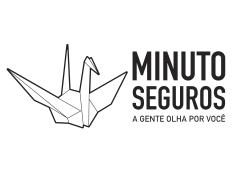 MINUTO
SEGUROS
A GENTE OLHA POR VOCÊ